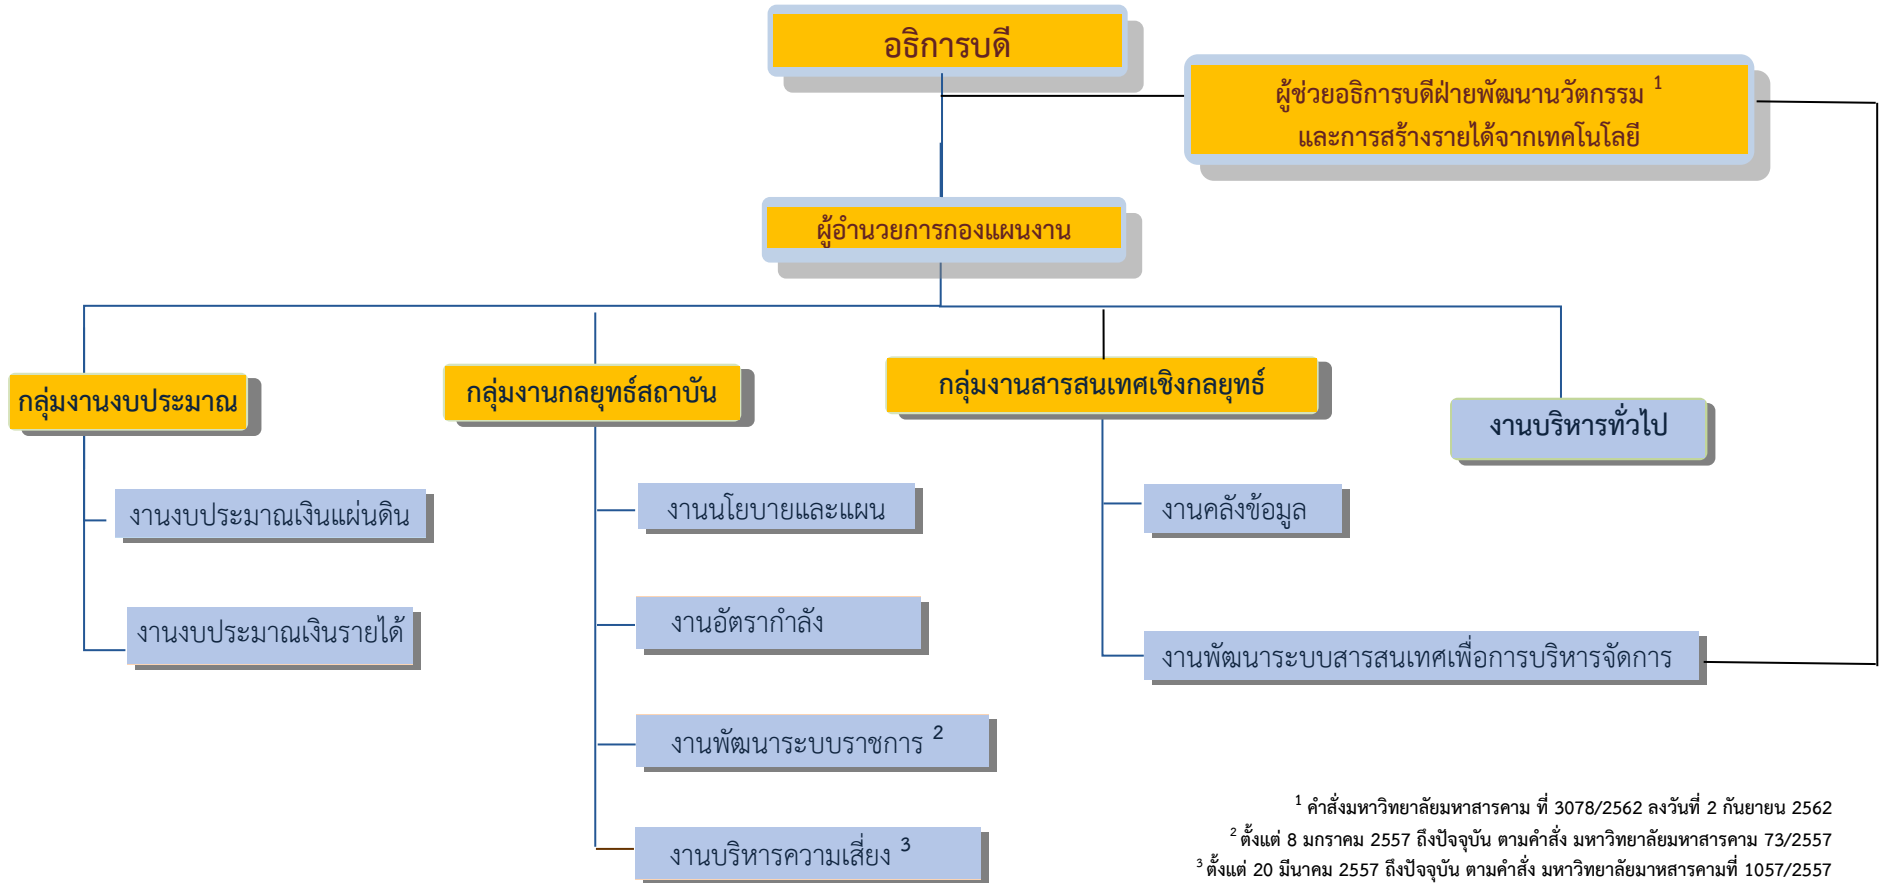 อธิการบดี
ผู้ช่วยอธิการบดีฝ่ายพัฒนานวัตกรรม ¹
และการสร้างรายได้จากเทคโนโลยี
ผู้อำนวยการกองแผนงาน
กลุ่มงานงบประมาณ
กลุ่มงานกลยุทธ์สถาบัน
กลุ่มงานสารสนเทศเชิงกลยุทธ์
งานบริหารทั่วไป
งานงบประมาณเงินแผ่นดิน
งานงบประมาณเงินรายได้
งานนโยบายและแผน
งานอัตรากำลัง
งานพัฒนาระบบราชการ ²
งานบริหารความเสี่ยง ³
งานคลังข้อมูล
งานพัฒนาระบบสารสนเทศเพื่อการบริหารจัดการ
¹ คำสั่งมหาวิทยาลัยมหาสารคาม ที่ 3078/2562 ลงวันที่ 2 กันยายน 2562
² ตั้งแต่ 8 มกราคม 2557 ถึงปัจจุบัน ตามคำสั่ง มหาวิทยาลัยมหาสารคาม 73/2557
³ ตั้งแต่ 20 มีนาคม 2557 ถึงปัจจุบัน ตามคำสั่ง มหาวิทยาลัยมาหสารคามที่ 1057/2557